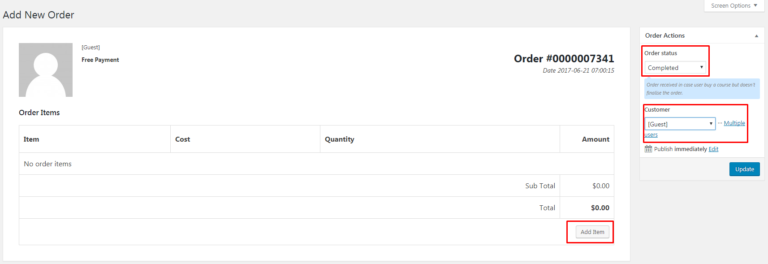 Screen Options ▼
Add New Order
[Guest]
Free Payment
Order #0000007341
Date 2017-06-21 07:00:15
Order Items
Item Cost Quantity Amount
No order items
Sub Total $0.00
Total $0.00
Add Item
Order Actions
Order status
Completed
Order received in case user buy a course but doesn't
finalize the order.
Customer
[Guest] — Multiple
users
Publish immediately Edit
Update